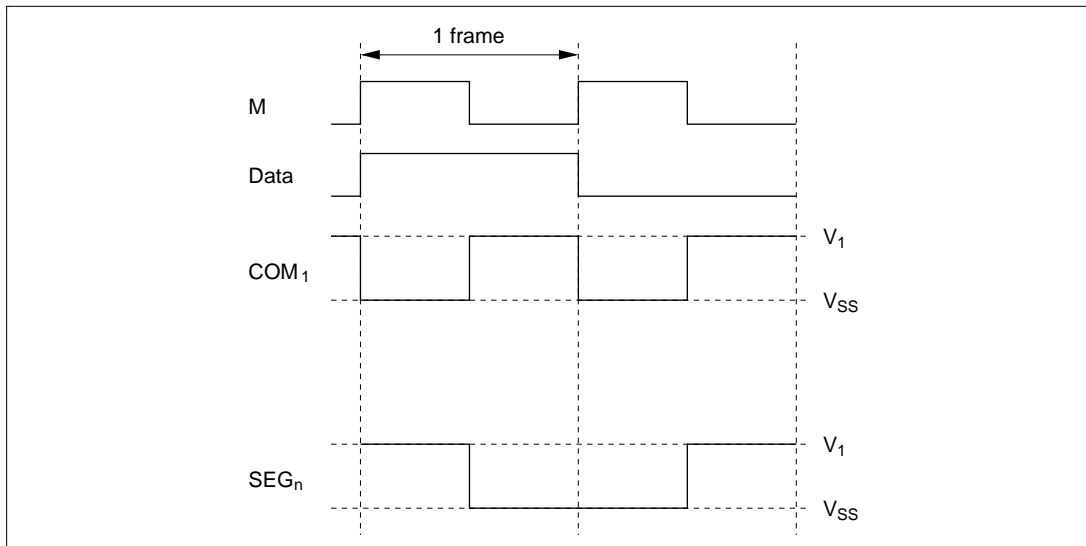 1 frame
M
Data
V1
COM1
VSS
V1
SEGn
VSS